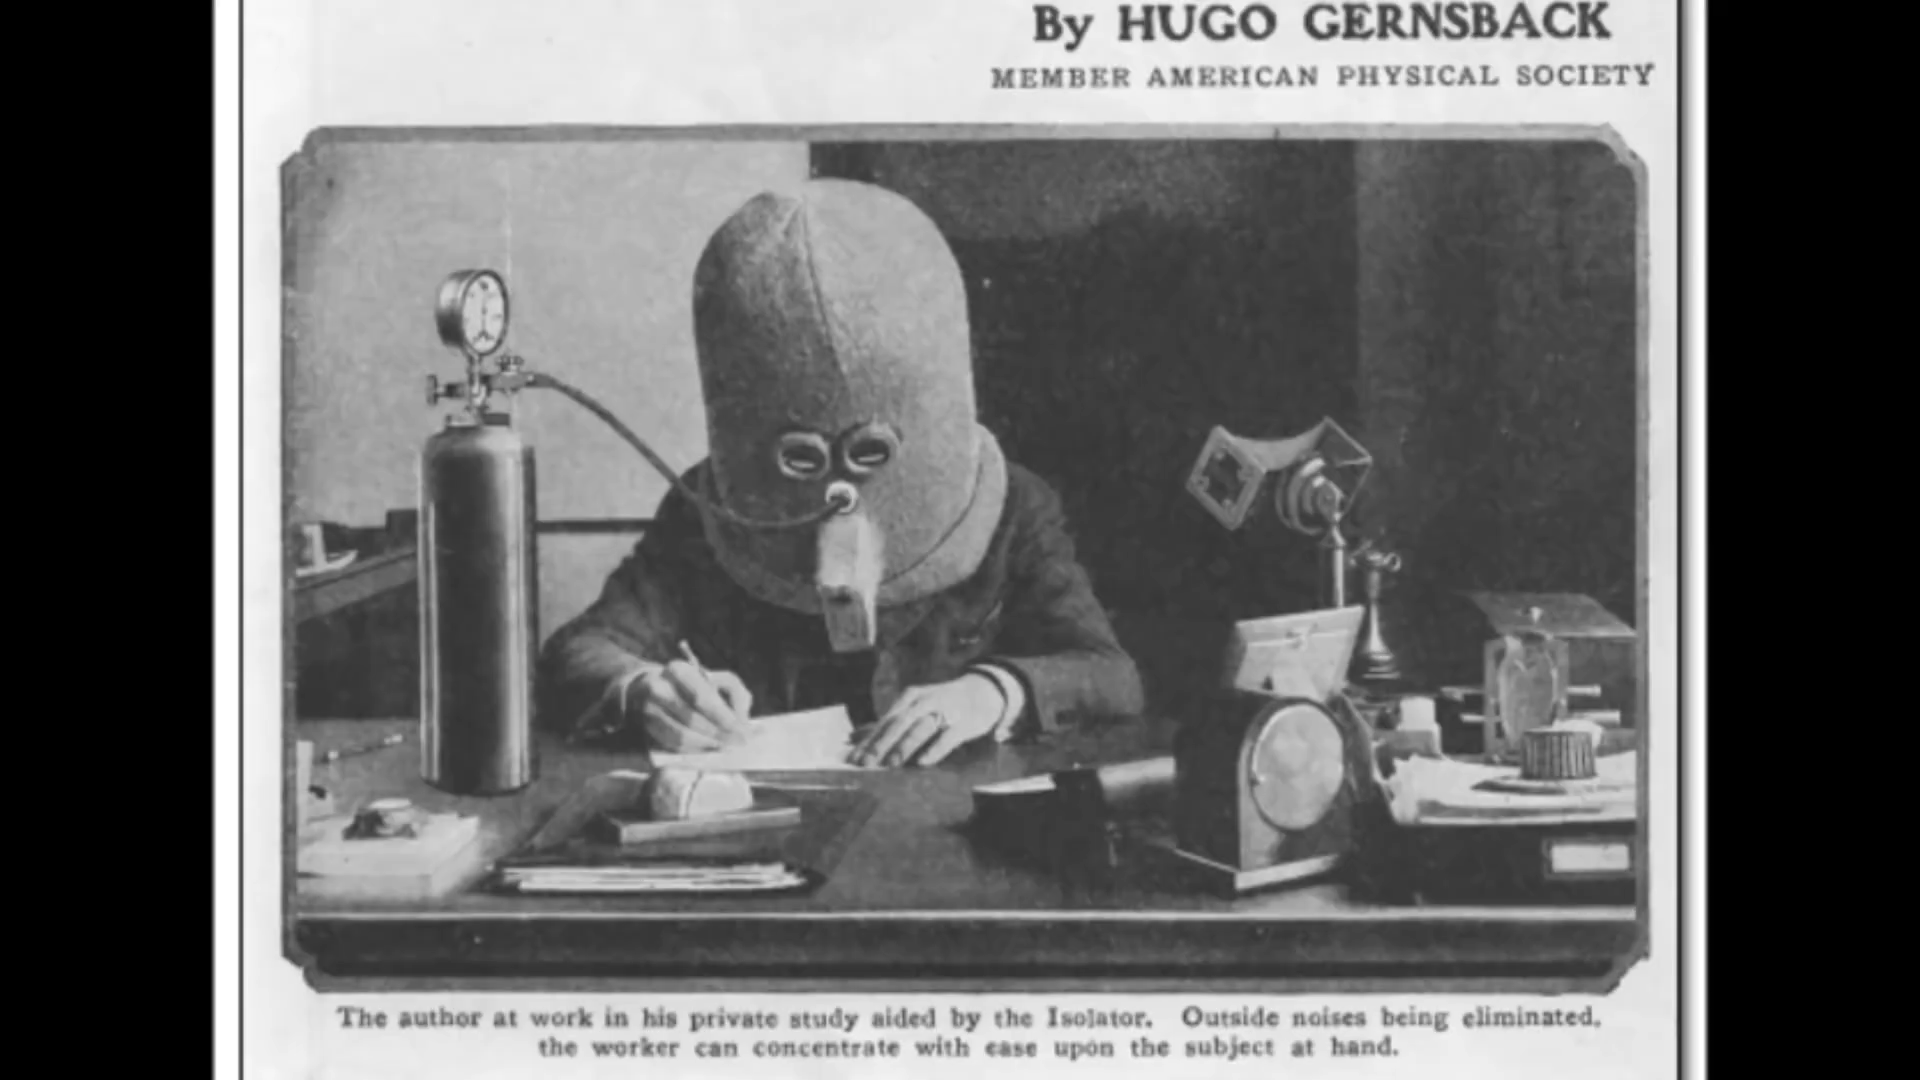 By HUGO GERNSBACK
MEMBER AMERICAN PHYSICAL SOCIETY
The author at work in his private study aided by the Isolator. Outside noises being eliminated,
the worker can concentrate with ease upon the subject at hand.